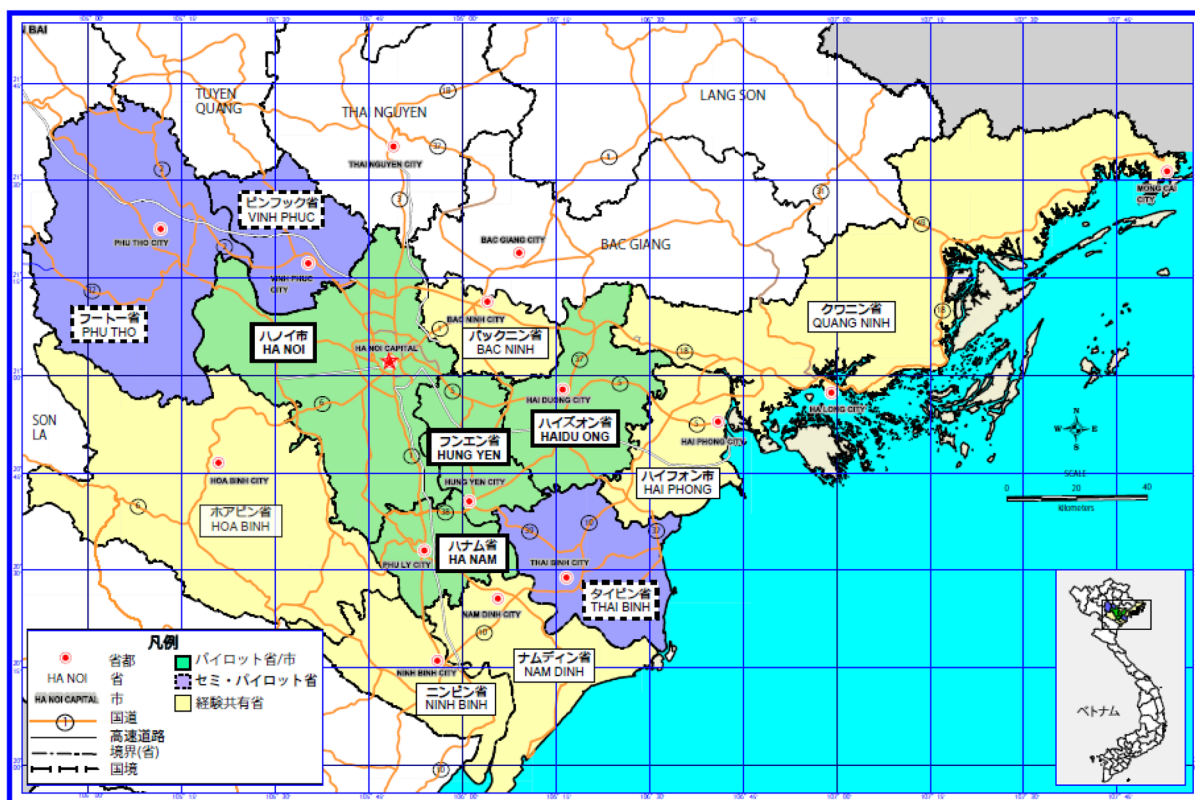 N BAI
TUYEN
QUANG
THAI NGUYEN
LANG SON
THAI NGUYEN CITY
MONG CAI
CITY
ビンフック省
VINH PHUC
PHU THO CITY
BAC GIANG CITY
BAC GIANG
VINH PHUC
CITY
フートー省
PHU THO
ハノイ市
HA NOI
HA NOI CAPITAL
BAC NINH CITY
バックニン省
BAC NINH
クワニン省
QUANG NINH
SON
LA
HAI DUONG CITY
ハイズオン省
HAIDU ONG
HA LONG CITY
HAI PHONG CITY
フンエン省
HUNG YEN
HUNG YEN CITY
ハイフォン市
HAI PHONG
HOA BINH CITY
ホアビン省
HOA BINH
ハナム省
HA NAM
PHU LY CITY
THAI BINH CITY
タイビン省
THAI BINH
NAM DINH CITY
ナムディン省
NAM DINH
NINH BINH CITY
ニンビン省
NINH BINH
N
W E
S
SCALE
0 20 40
kilometers
凡例
省都
HA NOI 省
HA NOI CAPITAL 市
1 国道
高速道路
境界(省)
国境
パイロット省/市
セミ・パイロット省
経験共有省
ベトナム